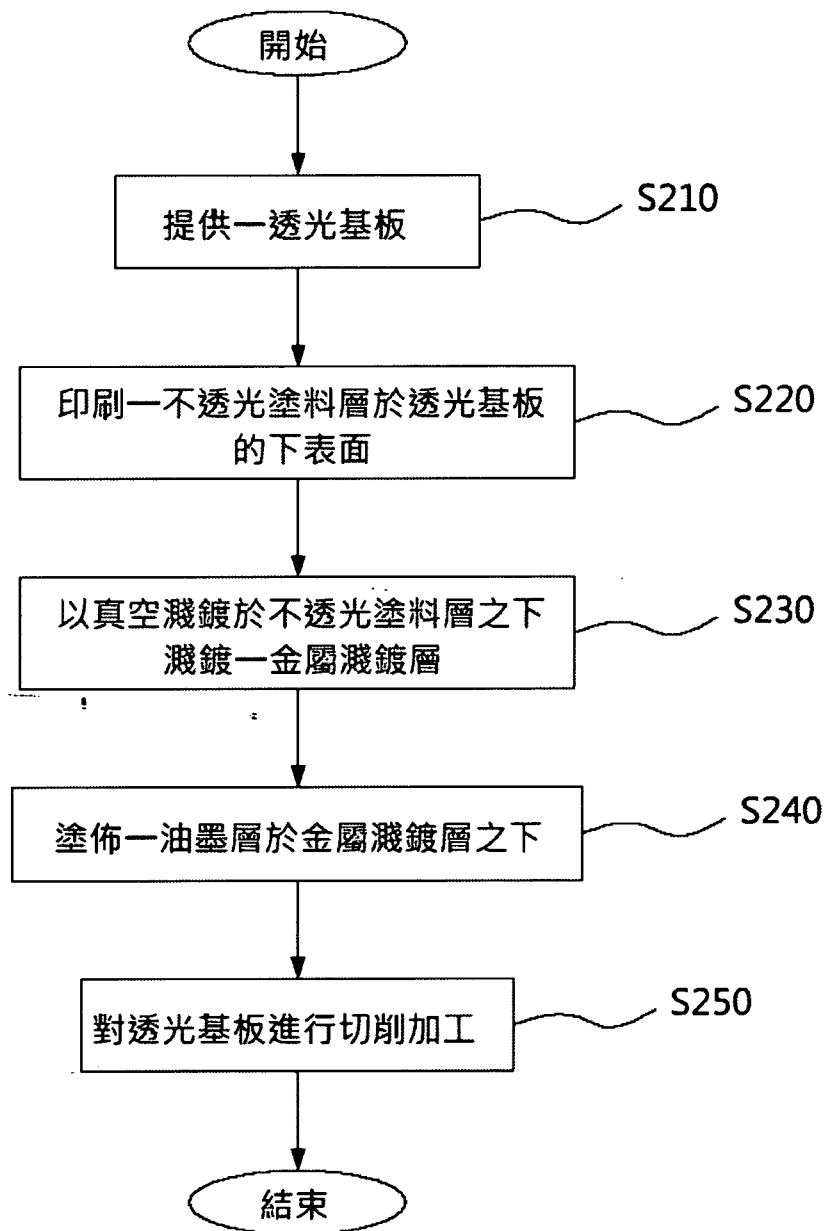 開始
提供一透光基板
S210
印刷一不透光塗料層於透光基板
的下表面
S220
以真空濺鍍於不透光塗料層之下
濺鍍一金屬濺鍍層
S230
塗佈一油墨層於金屬濺鍍層之下
S240
對透光基板進行切削加工
S250
結束